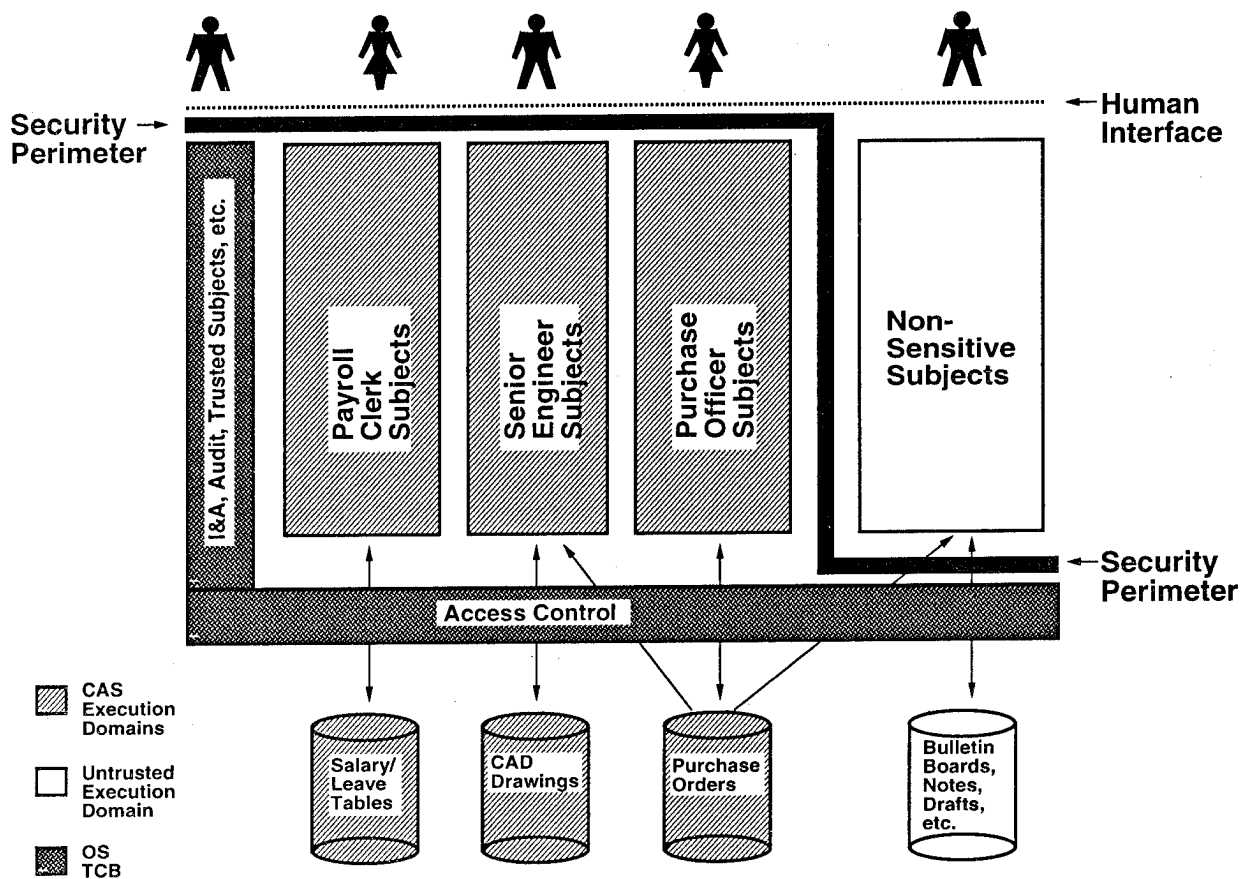 Human
Interface
Security
Perimeter
I&A, Audit, Trusted Subjects, etc.
Payroll
Clerk
Subjects
Senior
Engineer
Subjects
Purchase
Officer
Subjects
Non-
Sensitive
Subjects
Security
Perimeter
Access Control
CAS
Execution
Domains
Untrusted
Execution
Domain
OS
TCB
Salary/
Leave
Tables
CAD
Drawings
Purchase
Orders
Bulletin
Boards,
Notes,
Drafts,
etc.